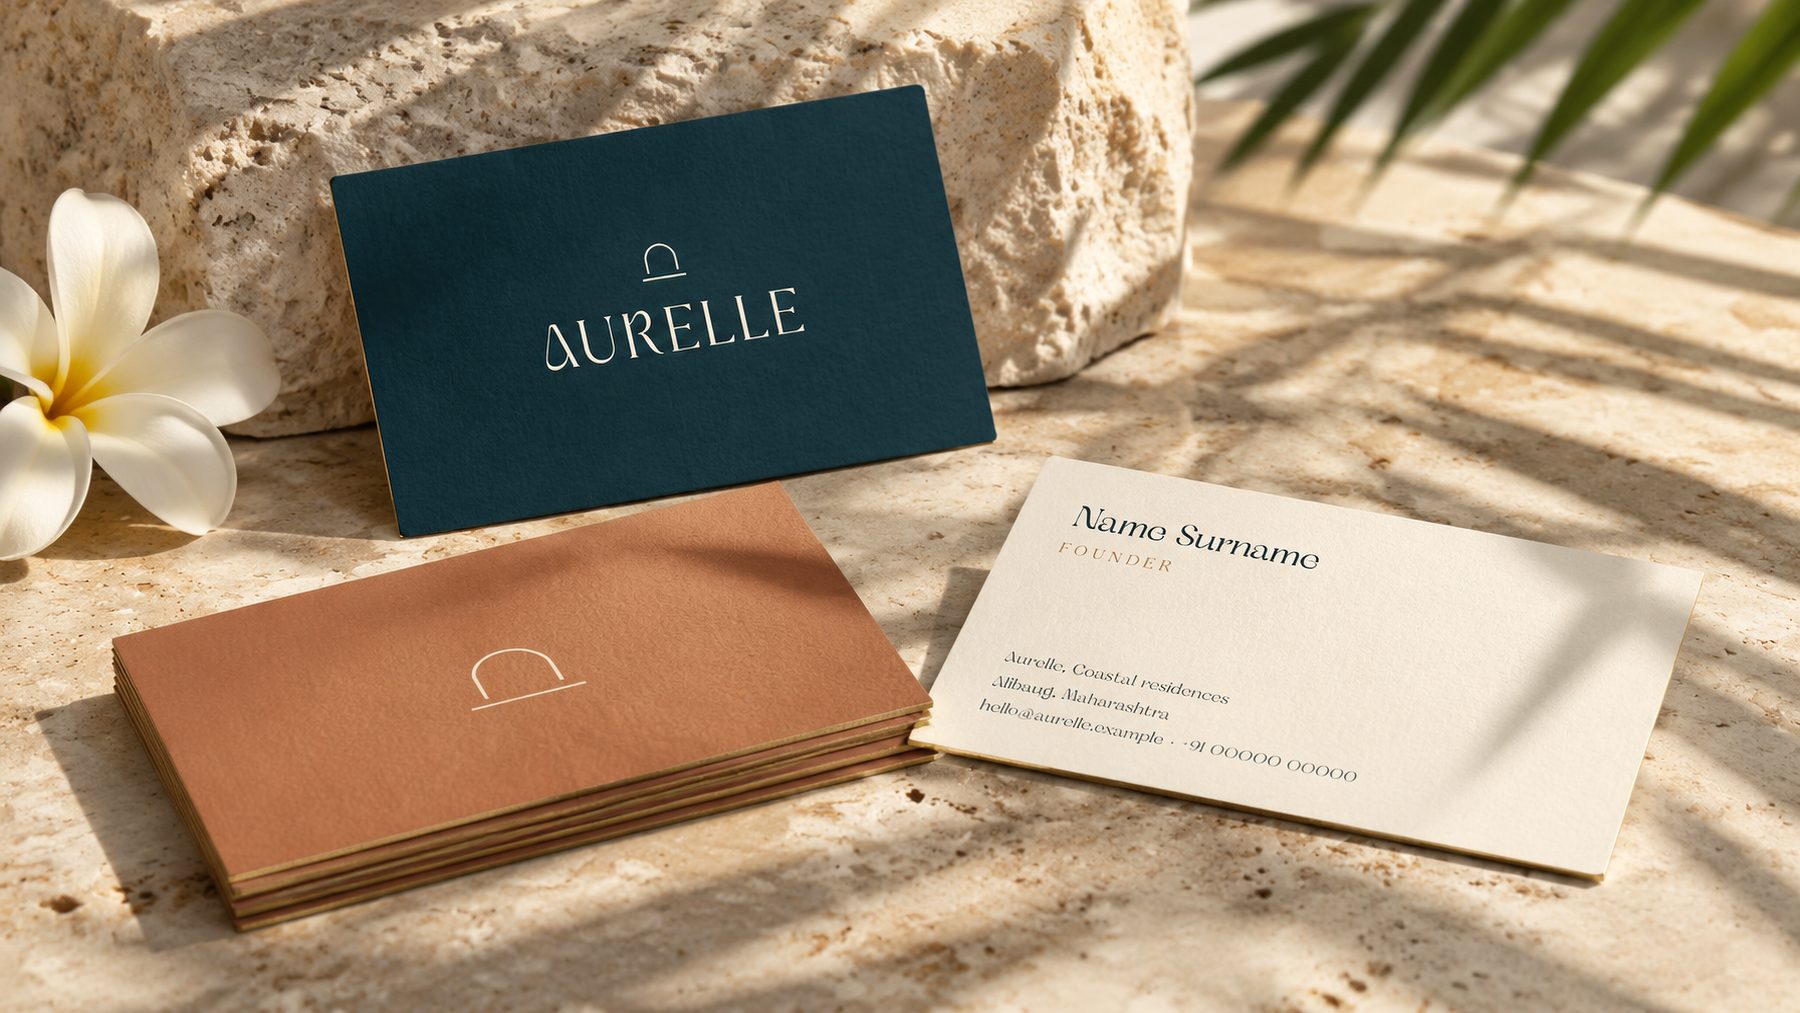 AURELLE
Name Surname
FOUNDER
Aurelle, Coastal residences
Alibaug, Maharashtra
hello@aurelle.example · +91 00000 00000